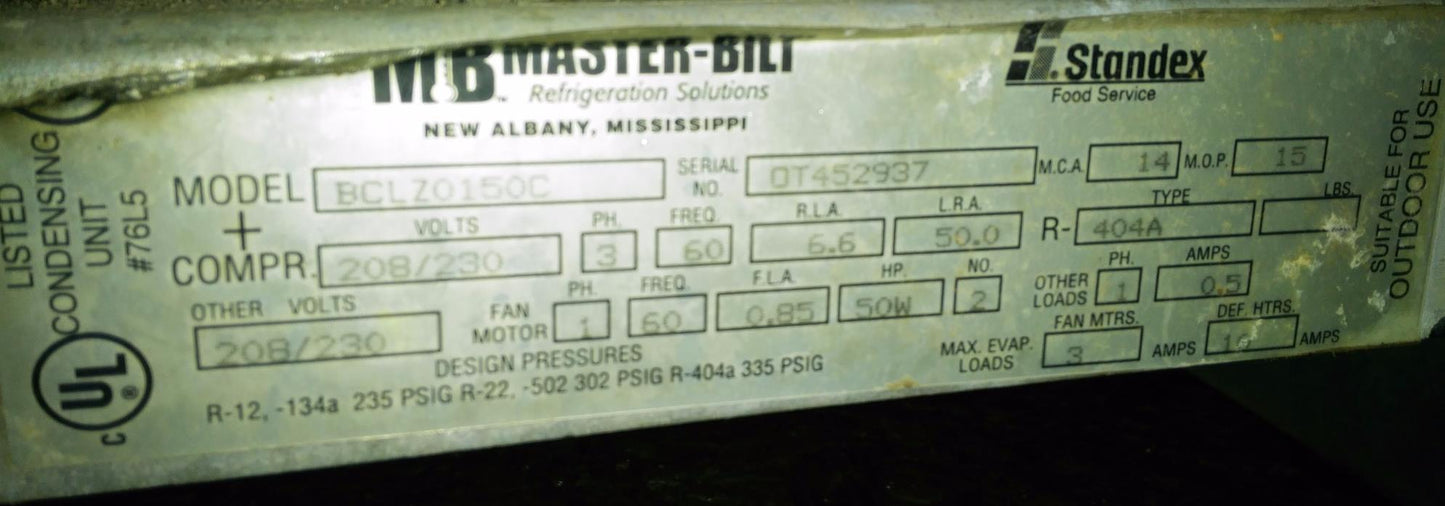 MB MASTER-BILT
Refrigeration Solutions
NEW ALBANY, MISSISSIPPI
Standex
Food Service
MODEL BCLZ0150C SERIAL NO. 0T452937 M.C.A. 14 M.O.P. 15
+
COMPR. VOLTS 208/230 PH. 3 FREQ. 60 R.L.A. 6.6 L.R.A. 50.0 R- TYPE 404A LBS.
OTHER VOLTS 208/230 FAN MOTOR PH. 1 FREQ. 60 F.L.A. 0.85 HP. 50W NO. 2 OTHER LOADS PH. 1 AMPS 0.5
MAX. EVAP. LOADS FAN MTRS. 3 AMPS DEF. HTRS. AMPS
DESIGN PRESSURES
R-12, -134a 235 PSIG R-22, -502 302 PSIG R-404a 335 PSIG
LISTED
CONDENSING
UNIT
#76L5
C UL ®
SUITABLE FOR
OUTDOOR USE